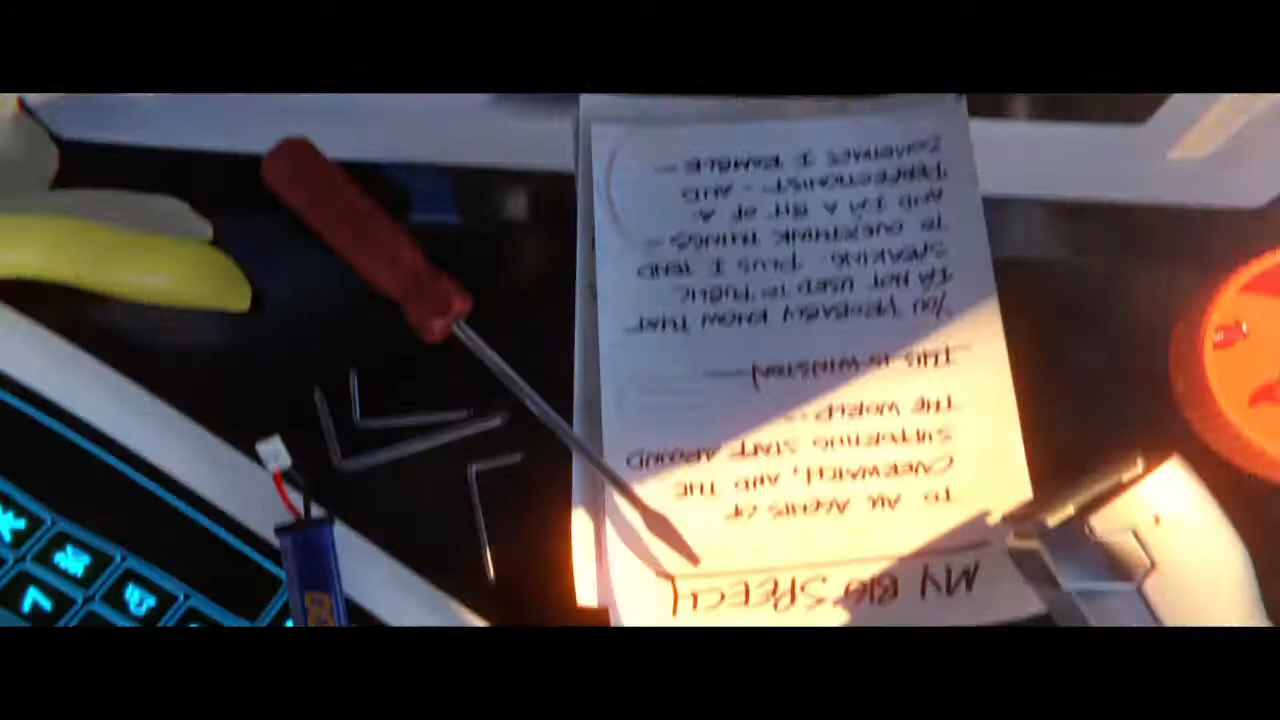 MY BIG SPEECH
TO ALL AGENTS OF
OVERWATCH, AND THE
SUPPORTING STAFF AROUND
THE WORLD:
THIS IS WINSTON
YOU PROBABLY KNOW THAT
I'M NOT USED TO PUBLIC
SPEAKING. PLUS I TEND
TO OVERTHINK THINGS -
AND I'M A BIT OF A
PERFECTIONIST - AND
SOMETIMES I RAMBLE -
7